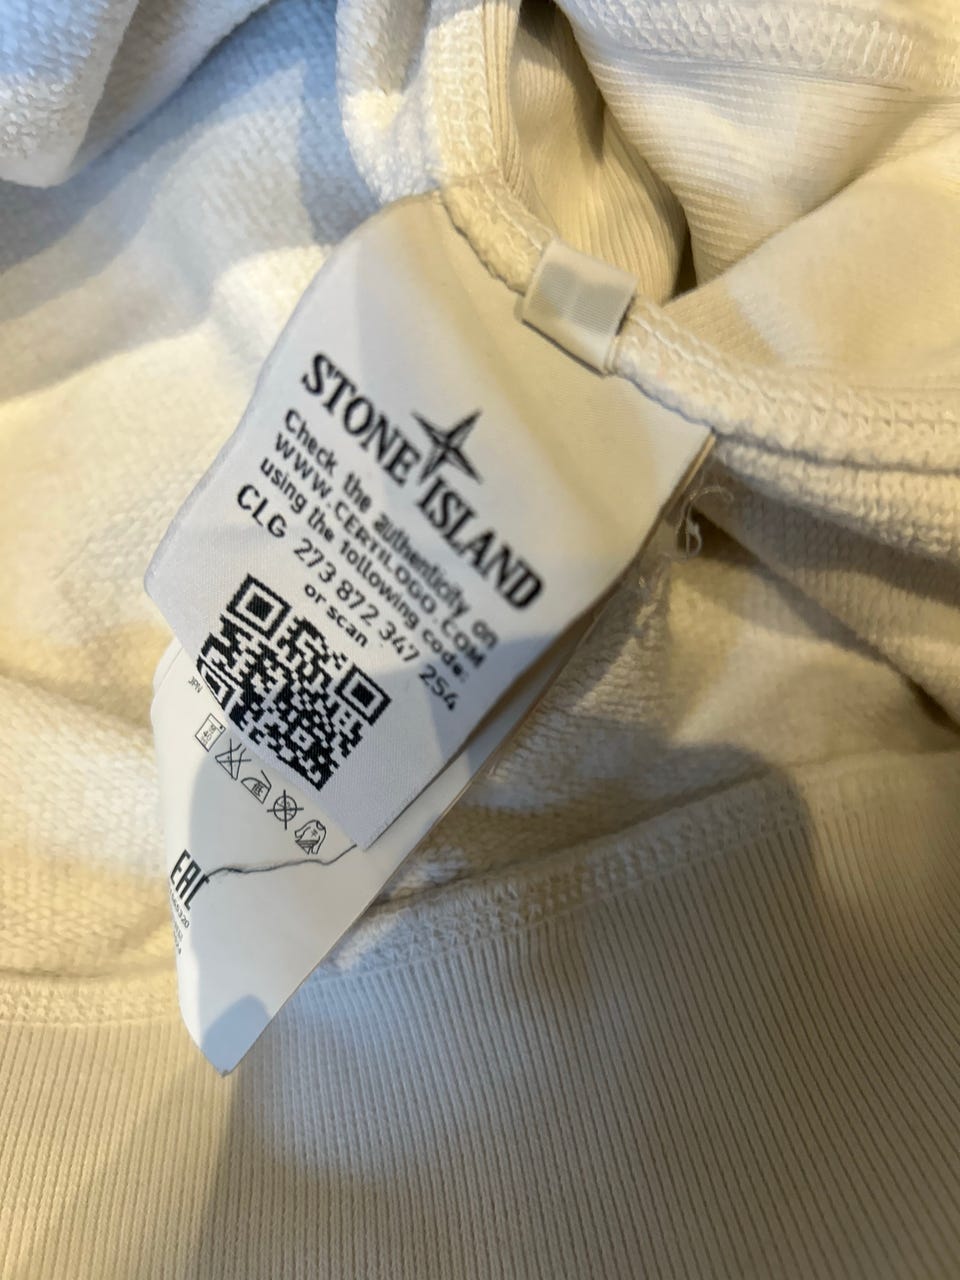 STONE ISLAND
Check the authenticity on
WWW.CERTILOGO.COM
using the following code:
CLG 273 872 347 254
or scan
JPN
EAC